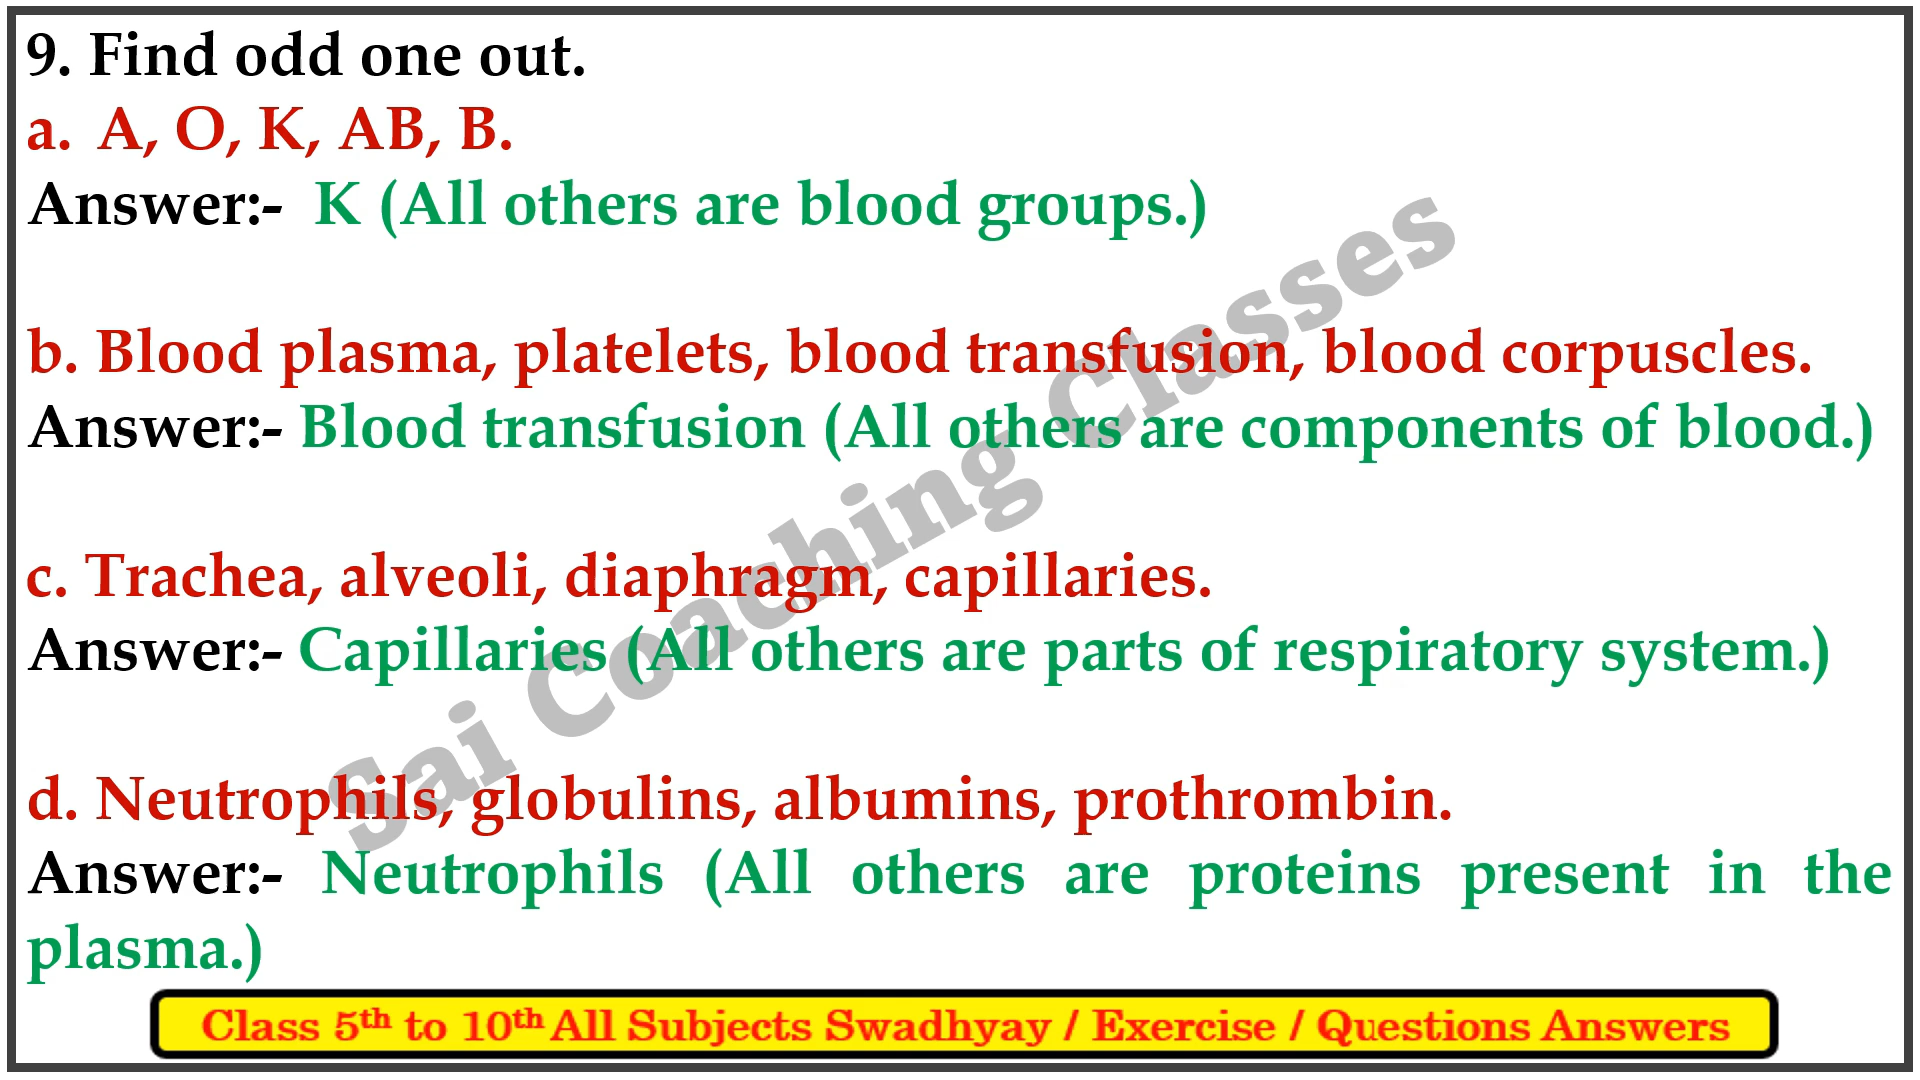 9. Find odd one out.
a. A, O, K, AB, B.
Answer:- K (All others are blood groups.)
b. Blood plasma, platelets, blood transfusion, blood corpuscles.
Answer:- Blood transfusion (All others are components of blood.)
c. Trachea, alveoli, diaphragm, capillaries.
Answer:- Capillaries (All others are parts of respiratory system.)
d. Neutrophils, globulins, albumins, prothrombin.
Answer:- Neutrophils (All others are proteins present in the
plasma.)
Sai Coaching Classes
Class 5th to 10th All Subjects Swadhyay / Exercise / Questions Answers